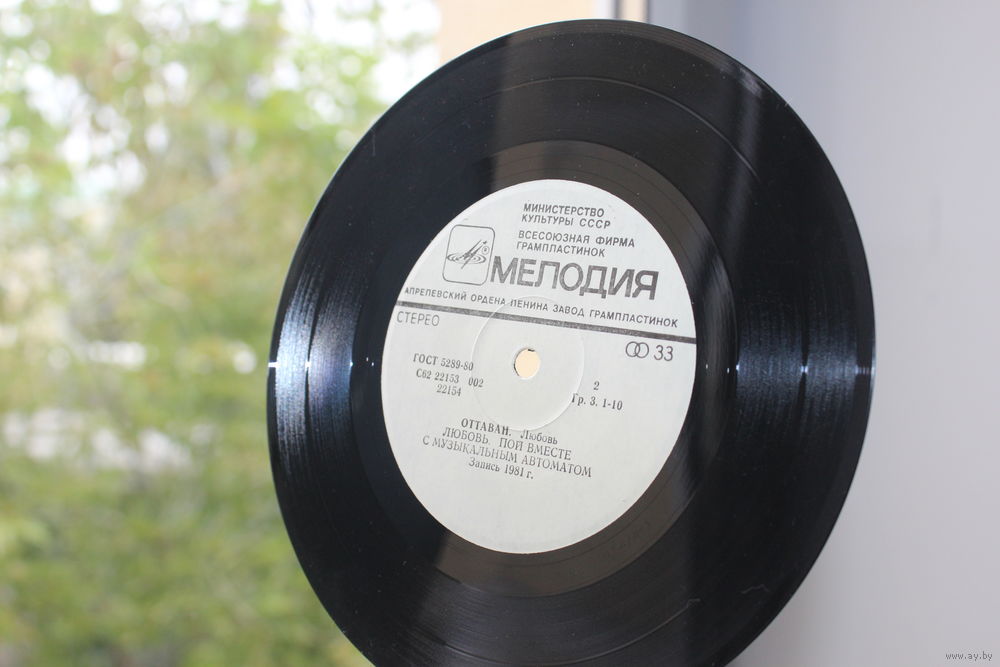 МИНИСТЕРСТВО
КУЛЬТУРЫ СССР
ВСЕСОЮЗНАЯ ФИРМА
ГРАМПЛАСТИНОК
МЕЛОДИЯ
АПРЕЛЕВСКИЙ ОРДЕНА ЛЕНИНА ЗАВОД ГРАМПЛАСТИНОК
СТЕРЕО
33
ГОСТ 5289-80
С62 22153 002
22154
2
Гр. 3. 1-10
ОТТАВАН. Любовь
ЛЮБОВЬ. ПОЙ ВМЕСТЕ
С МУЗЫКАЛЬНЫМ АВТОМАТОМ
Запись 1981 г.
www.ay.by